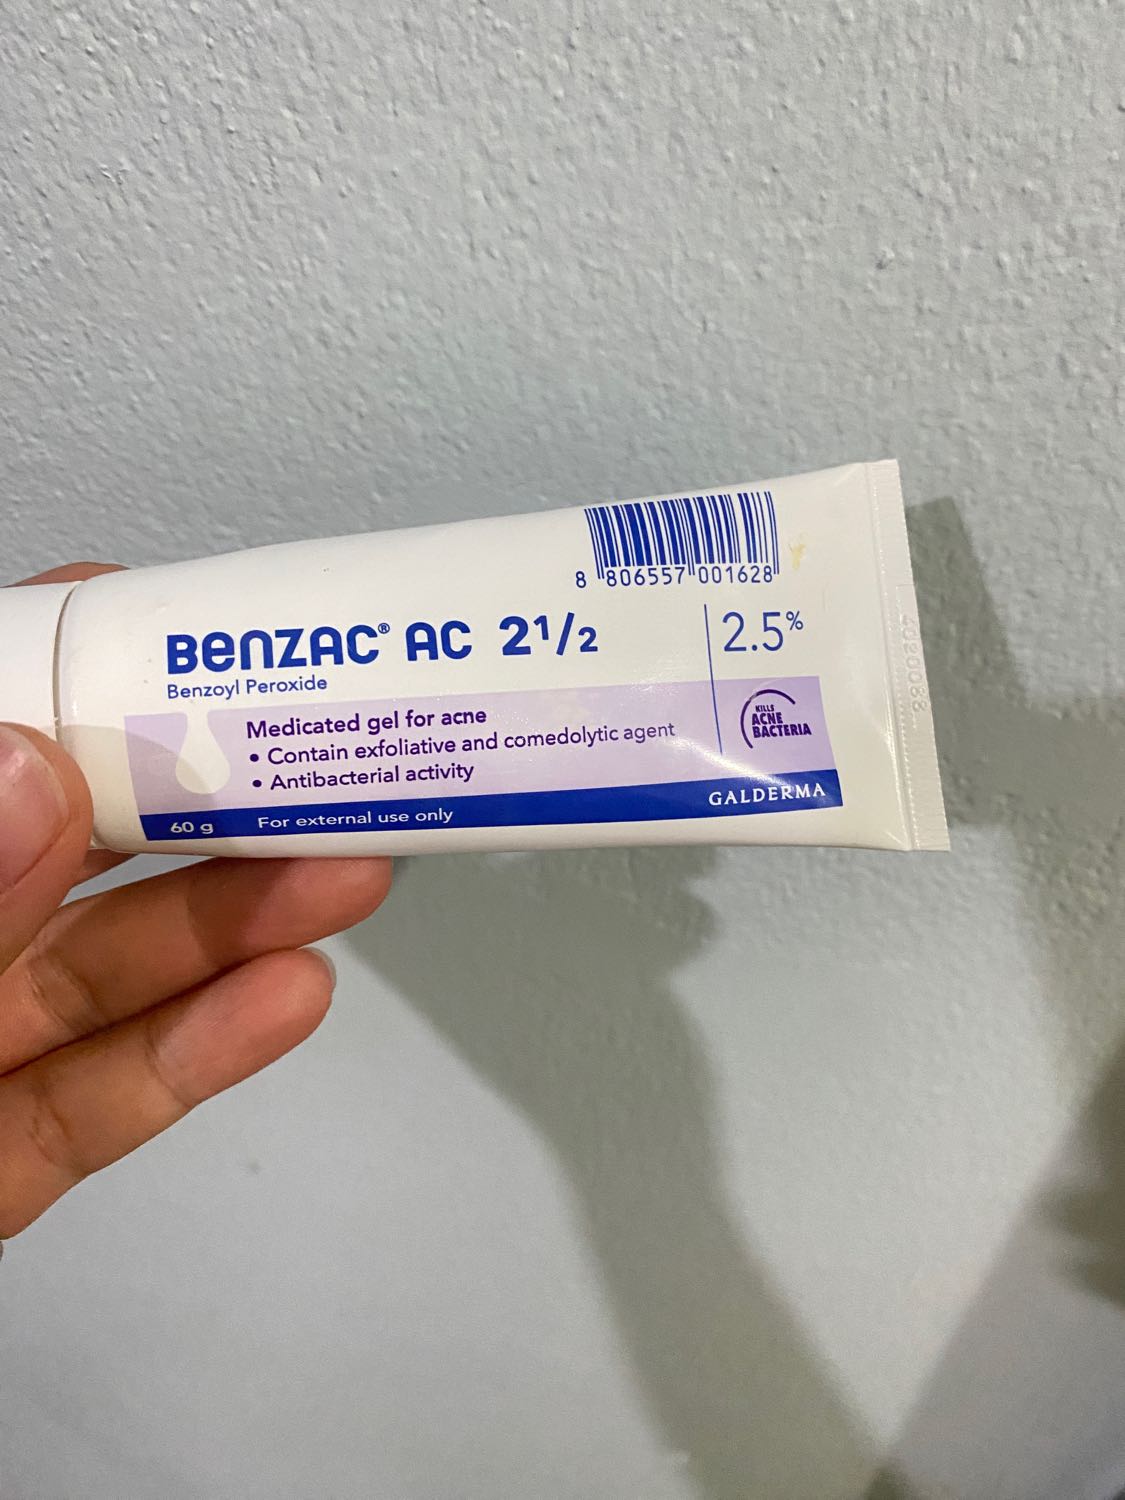 8 806557 001628
BENZAC® AC 2¹/₂
Benzoyl Peroxide
2.5%
Medicated gel for acne
• Contain exfoliative and comedolytic agent
• Antibacterial activity
KILLS
ACNE
BACTERIA
60 g
For external use only
GALDERMA